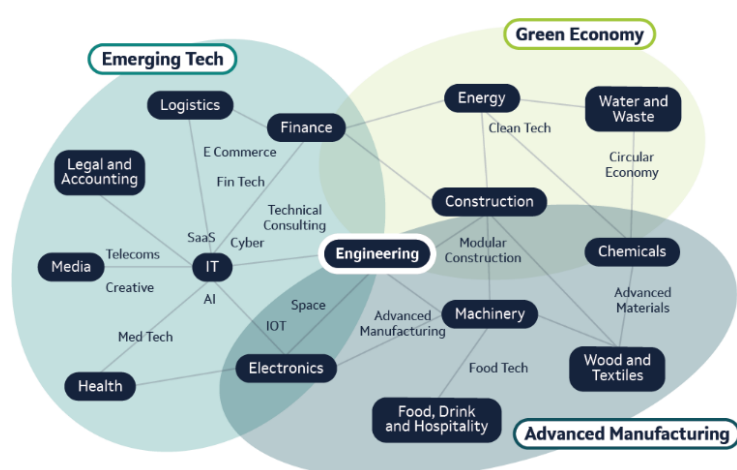 Green Economy
Emerging Tech
Logistics
Energy
Water and
Waste
Finance
Clean Tech
E Commerce
Legal and
Accounting
Circular
Economy
Fin Tech
Construction
Technical
Consulting
SaaS
Cyber
Telecoms
Engineering
Modular
Construction
Chemicals
Media
IT
Creative
AI
Advanced
Materials
Space
Machinery
IOT
Advanced
Manufacturing
Med Tech
Electronics
Food Tech
Wood and
Textiles
Health
Food, Drink
and Hospitality
Advanced Manufacturing